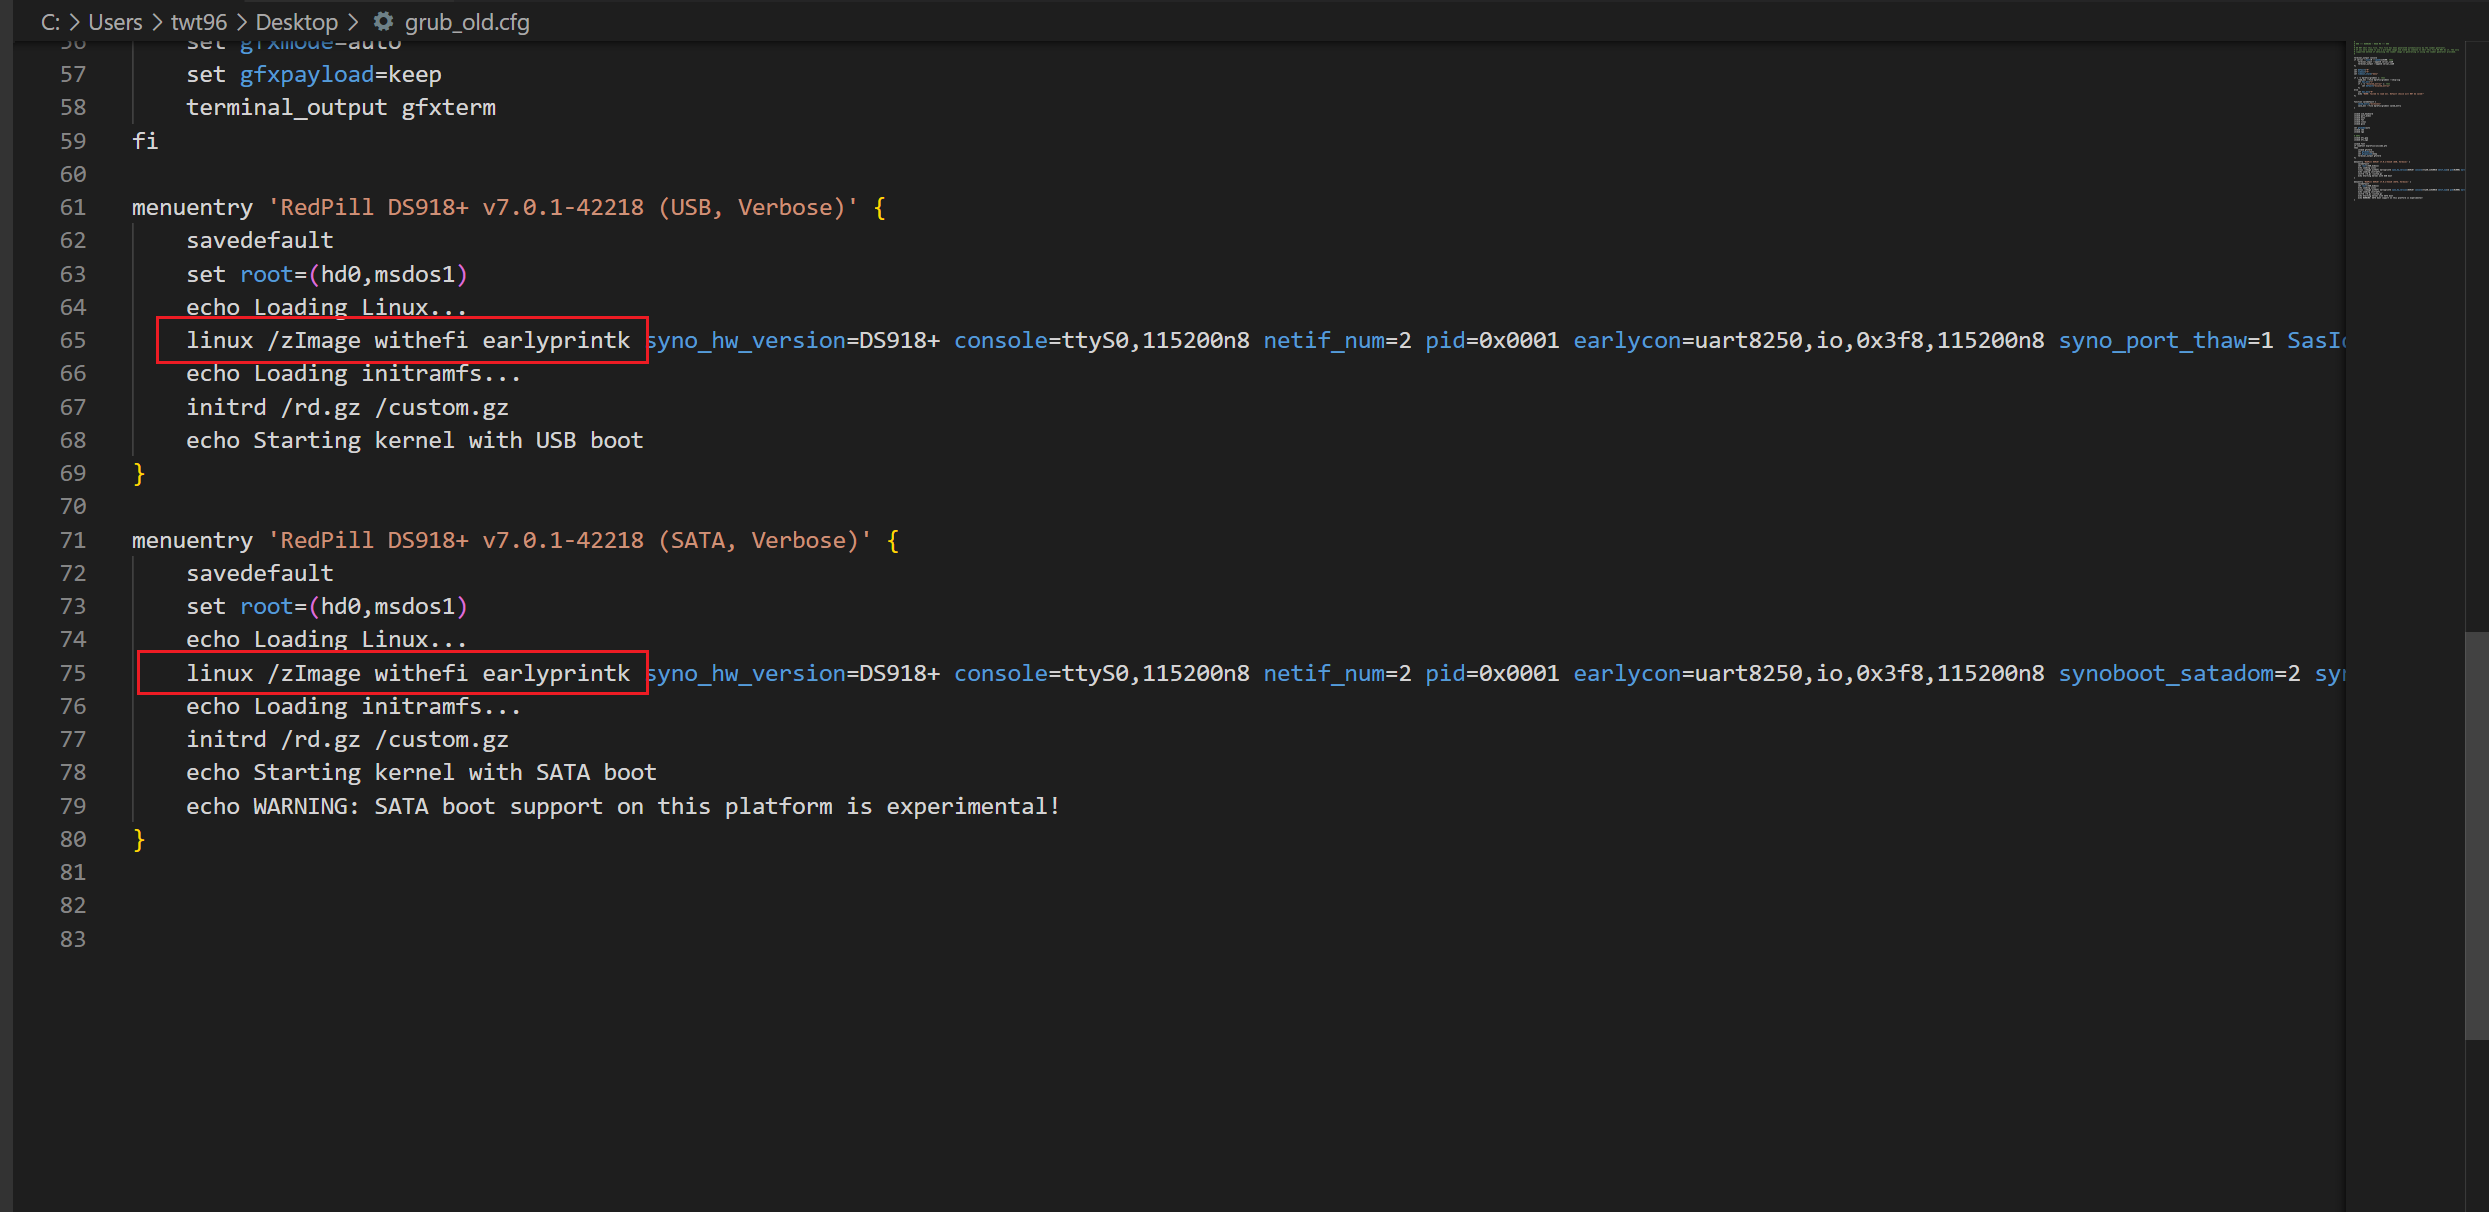 C: > Users > twt96 > Desktop > grub_old.cfg
56 set gfxmode=auto
57 set gfxpayload=keep
58 terminal_output gfxterm
59 fi
60
61 menuentry 'RedPill DS918+ v7.0.1-42218 (USB, Verbose)' {
62 savedefault
63 set root=(hd0,msdos1)
64 echo Loading Linux...
65 linux /zImage withefi earlyprintk syno_hw_version=DS918+ console=ttyS0,115200n8 netif_num=2 pid=0x0001 earlycon=uart8250,io,0x3f8,115200n8 syno_port_thaw=1 SasI
66 echo Loading initramfs...
67 initrd /rd.gz /custom.gz
68 echo Starting kernel with USB boot
69 }
70
71 menuentry 'RedPill DS918+ v7.0.1-42218 (SATA, Verbose)' {
72 savedefault
73 set root=(hd0,msdos1)
74 echo Loading Linux...
75 linux /zImage withefi earlyprintk syno_hw_version=DS918+ console=ttyS0,115200n8 netif_num=2 pid=0x0001 earlycon=uart8250,io,0x3f8,115200n8 synoboot_satadom=2 sy
76 echo Loading initramfs...
77 initrd /rd.gz /custom.gz
78 echo Starting kernel with SATA boot
79 echo WARNING: SATA boot support on this platform is experimental!
80 }
81
82
83